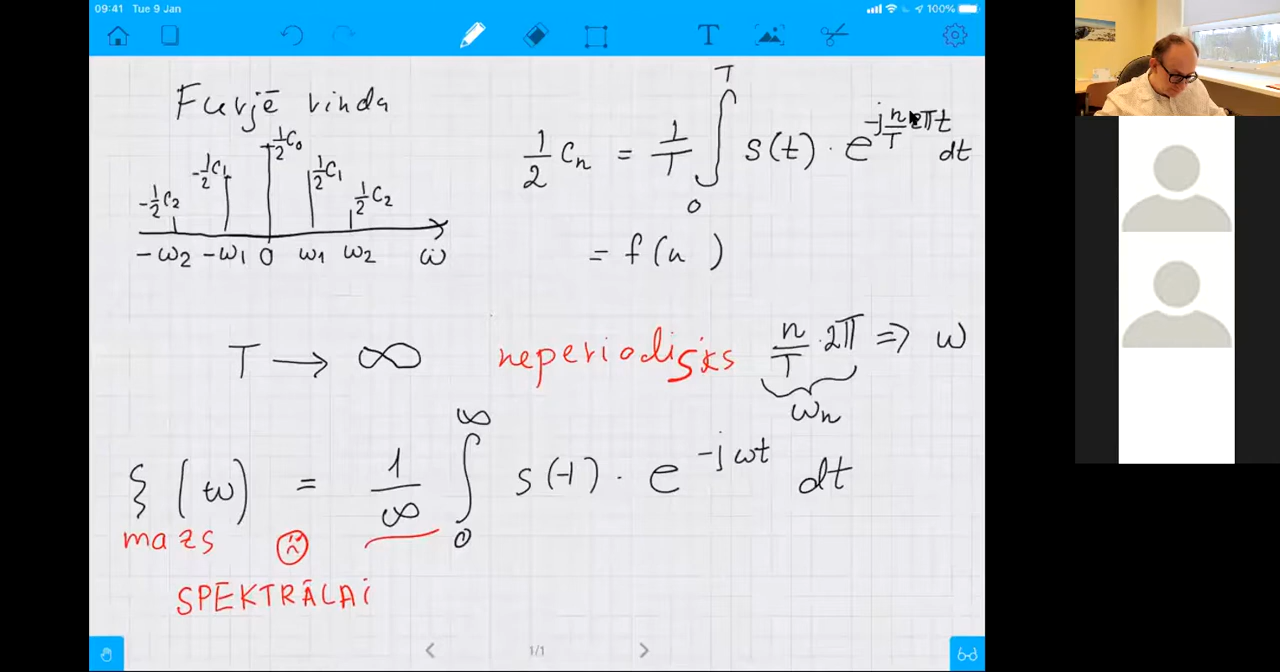 09:41 Tue 9 Jan
100%
T
Furjē rinda
½C₀
-½C₁
½C₁
-½C₂
½C₂
-ω₂ -ω₁ 0 ω₁ ω₂ ω
½ Cₙ = 1/T ∫₀ᵀ s(t) · e^(-j n/T 2πt) dt
= f(n )
T → ∞
neperiodisks
n/T · 2π => ω
ωₙ
ξ(ω) = 1/∞ ∫₀^∞ s(t) · e^(-jωt) dt
mazs
SPEKTRĀLAI
1/1